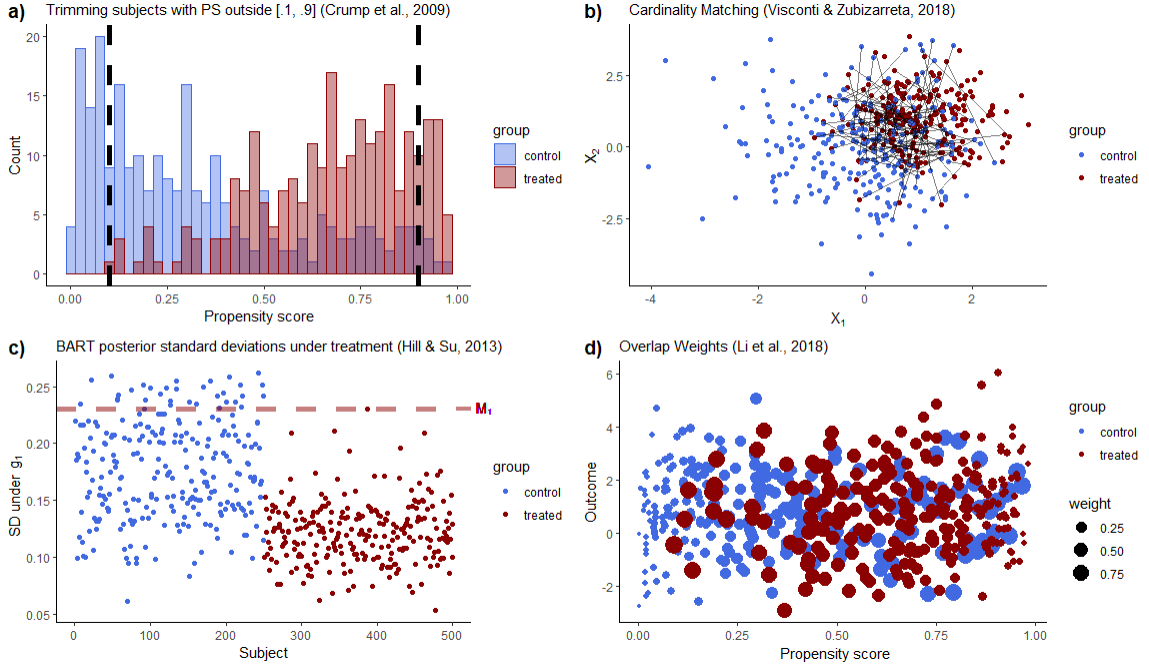 a) Trimming subjects with PS outside [.1, .9] (Crump et al., 2009)
20
15
10
5
0
Count
0.00 0.25 0.50 0.75 1.00
Propensity score
group
control
treated
b) Cardinality Matching (Visconti & Zubizarreta, 2018)
2.5
0.0
-2.5
X2
-4 -2 0 2
X1
group
control
treated
c) BART posterior standard deviations under treatment (Hill & Su, 2013)
0.25
0.20
0.15
0.10
0.05
SD under g1
M1
0 100 200 300 400 500
Subject
group
control
treated
d) Overlap Weights (Li et al., 2018)
6
4
2
0
-2
Outcome
0.00 0.25 0.50 0.75 1.00
Propensity score
group
control
treated
weight
0.25
0.50
0.75